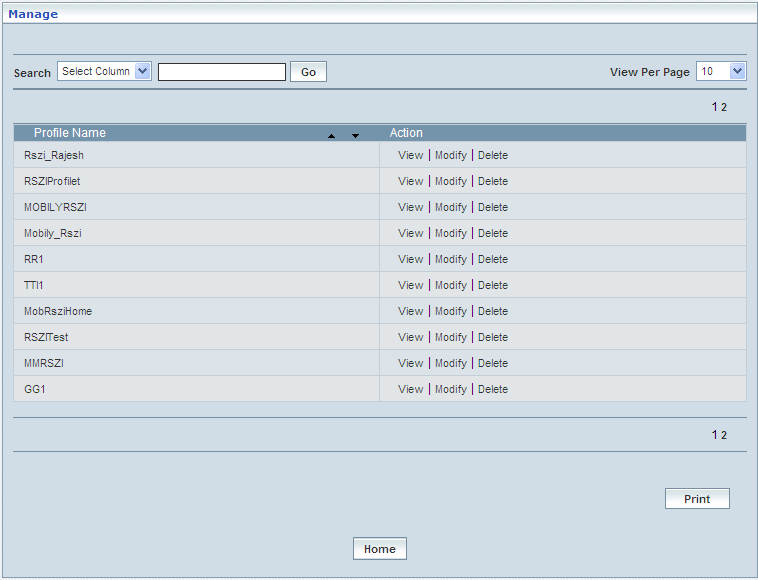 Manage
Search Select Column Go View Per Page 10
1 2
Profile Name Action
Rszi_Rajesh View | Modify | Delete
RSZIProfilet View | Modify | Delete
MOBILYRSZI View | Modify | Delete
Mobily_Rszi View | Modify | Delete
RR1 View | Modify | Delete
TTI1 View | Modify | Delete
MobRsziHome View | Modify | Delete
RSZITest View | Modify | Delete
MMRSZI View | Modify | Delete
GG1 View | Modify | Delete
1 2
Print
Home